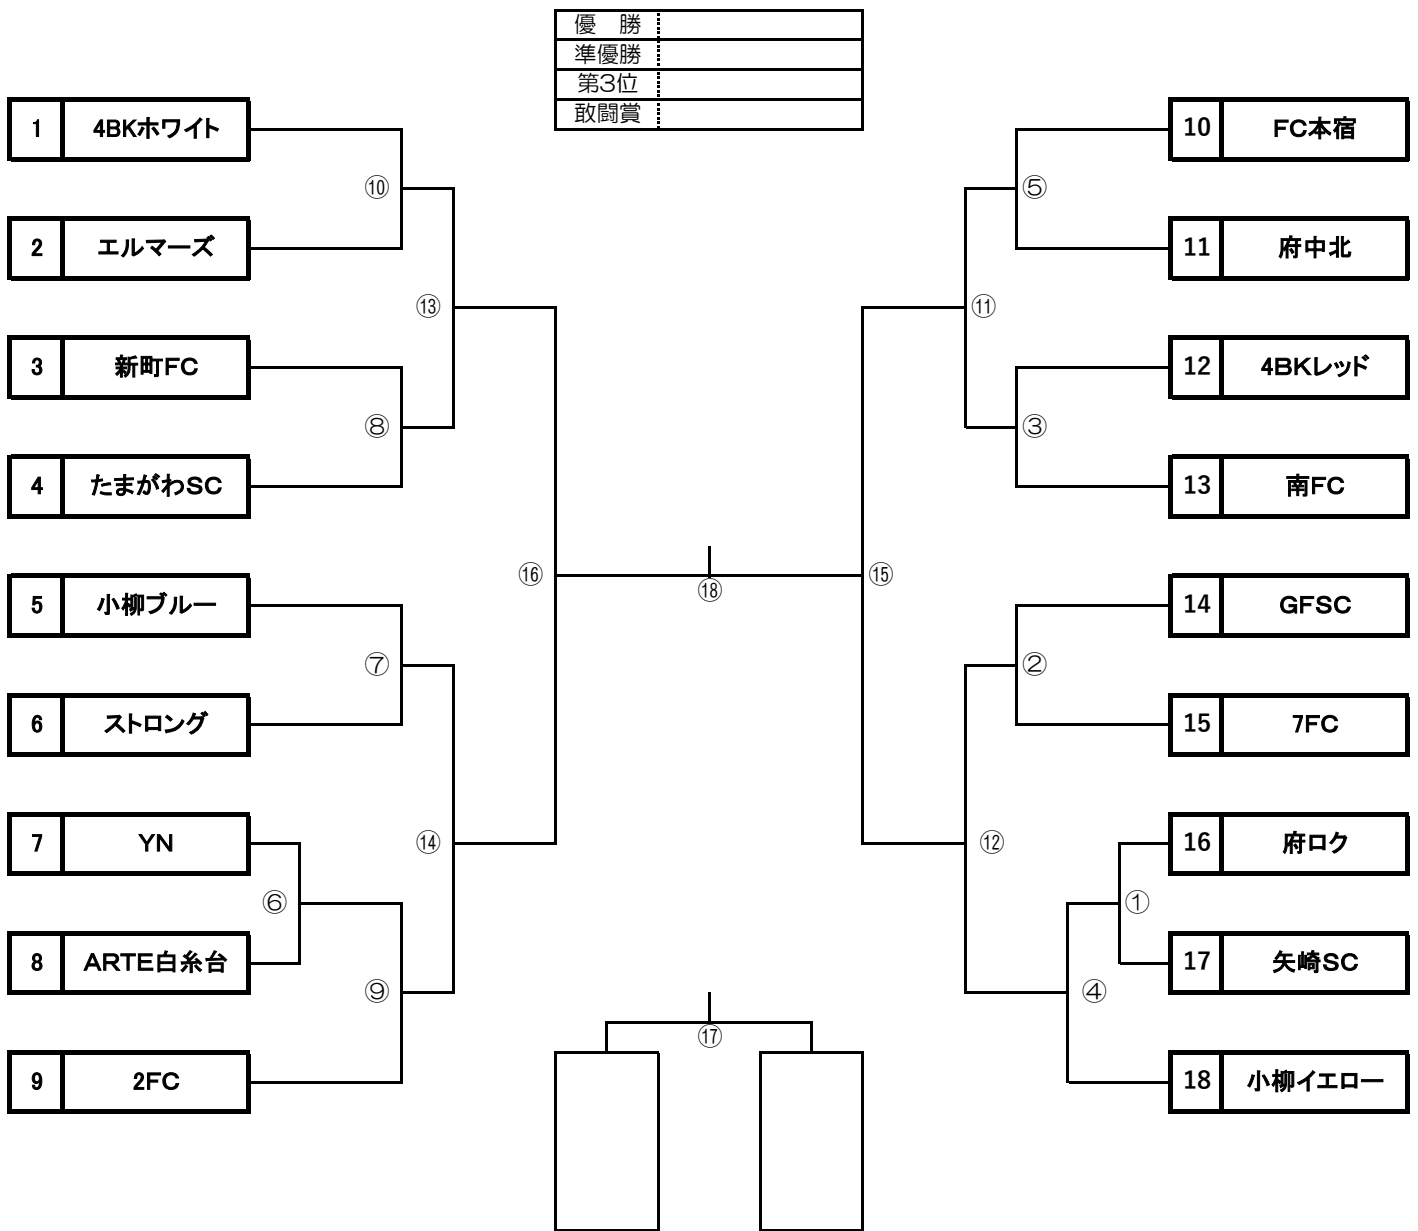 優　勝
準優勝
第3位
敢闘賞
1 4BKホワイト
⑩
2 エルマーズ
⑬
3 新町FC
⑧
4 たまがわSC
⑯
5 小柳ブルー
⑦
6 ストロング
⑭
7 YN
⑥
8 ARTE白糸台
⑨
9 2FC
⑱
⑰
10 FC本宿
⑤
11 府中北
⑪
12 4BKレッド
③
13 南FC
⑮
14 GFSC
②
15 7FC
⑫
16 府ロク
①
17 矢崎SC
④
18 小柳イエロー